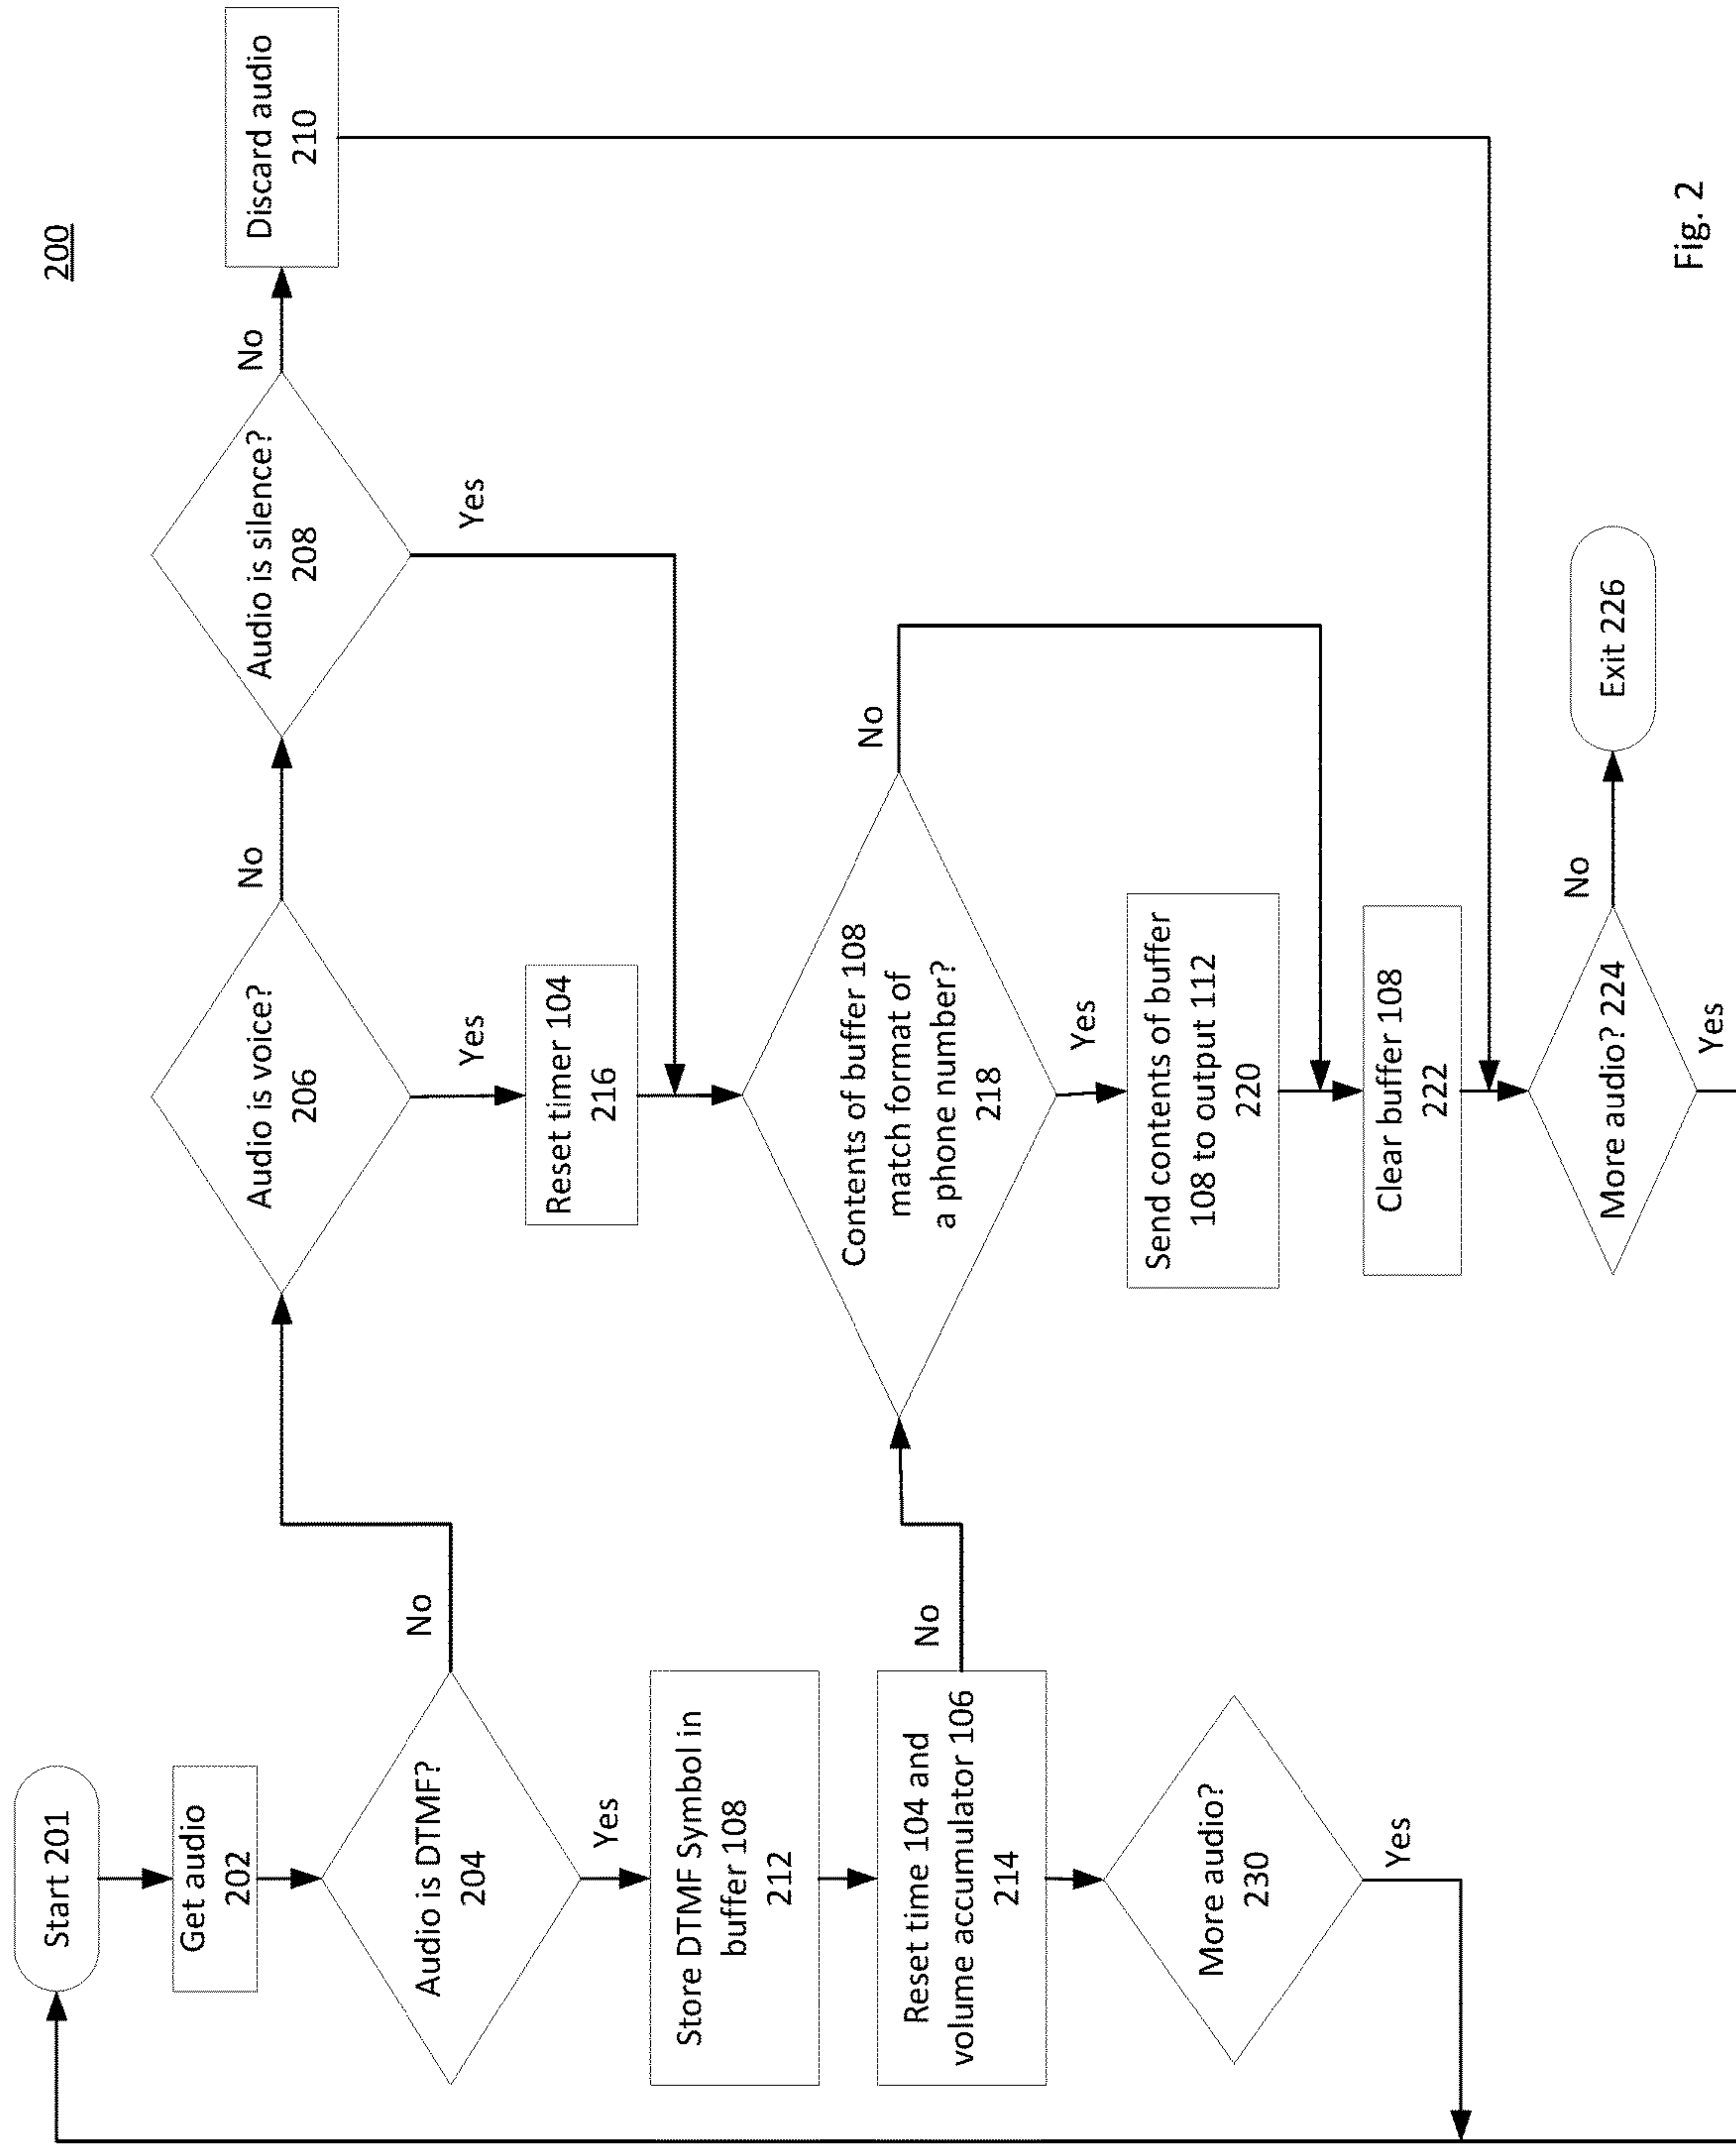 200
Start 201
Get audio
202
Audio is DTMF?
204
No
Yes
Audio is voice?
206
No
Yes
Audio is silence?
208
No
Yes
Discard audio
210
Store DTMF Symbol in
buffer 108
212
Reset timer 104
216
Reset time 104 and
volume accumulator 106
214
No
Contents of buffer 108
match format of
a phone number?
218
No
Yes
More audio?
230
Yes
Send contents of buffer
108 to output 112
220
Clear buffer 108
222
More audio? 224
No
Yes
Exit 226
Fig. 2